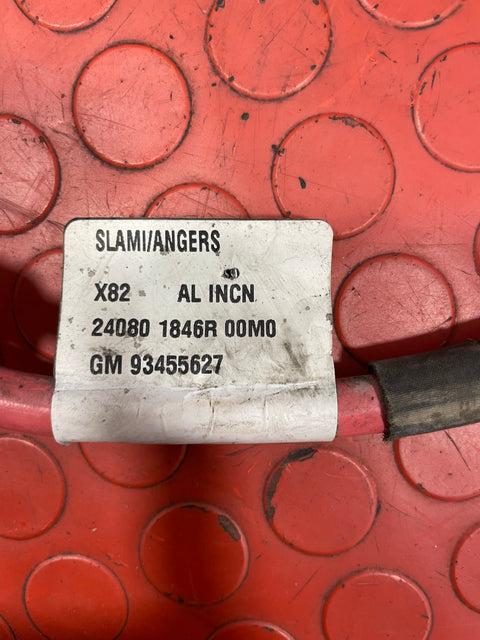 SLAMI/ANGERS
X82 AL INCN
24080 1846R 00M0
GM 93455627